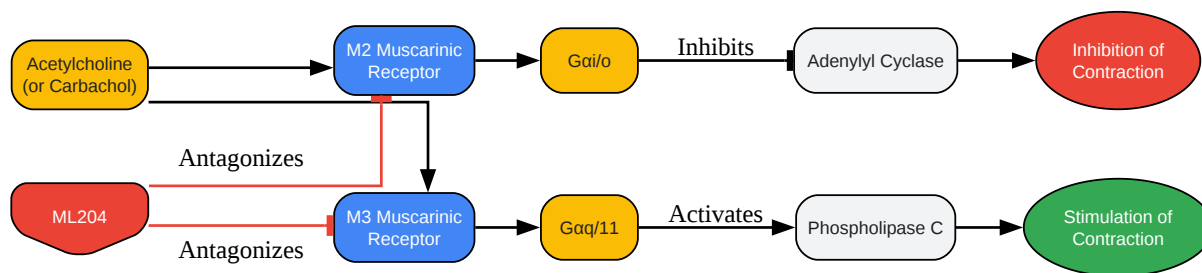 Acetylcholine
(or Carbachol)
M2 Muscarinic
Receptor
Gαi/o
Inhibits
Adenylyl Cyclase
Inhibition of
Contraction
Antagonizes
ML204
Antagonizes
M3 Muscarinic
Receptor
Gαq/11
Activates
Phospholipase C
Stimulation of
Contraction